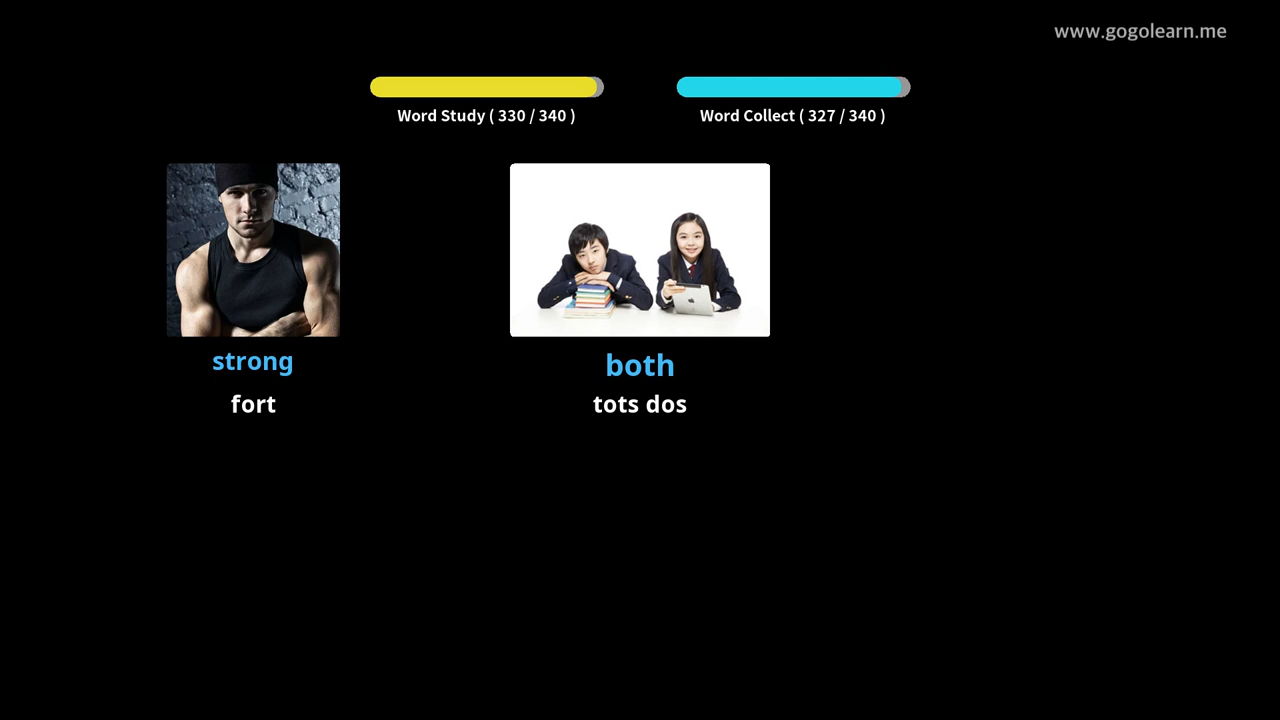 www.gogolearn.me
Word Study ( 330 / 340 )
Word Collect ( 327 / 340 )
strong
fort
both
tots dos